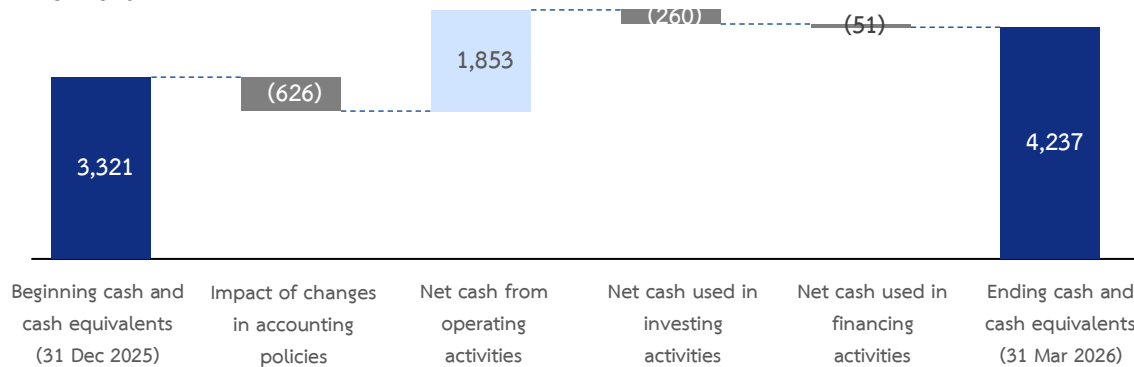 (260)
(51)
1,853
(626)
4,237
3,321
Beginning cash and
cash equivalents
(31 Dec 2025)
Impact of changes
in accounting
policies
Net cash from
operating
activities
Net cash used in
investing
activities
Net cash used in
financing
activities
Ending cash and
cash equivalents
(31 Mar 2026)